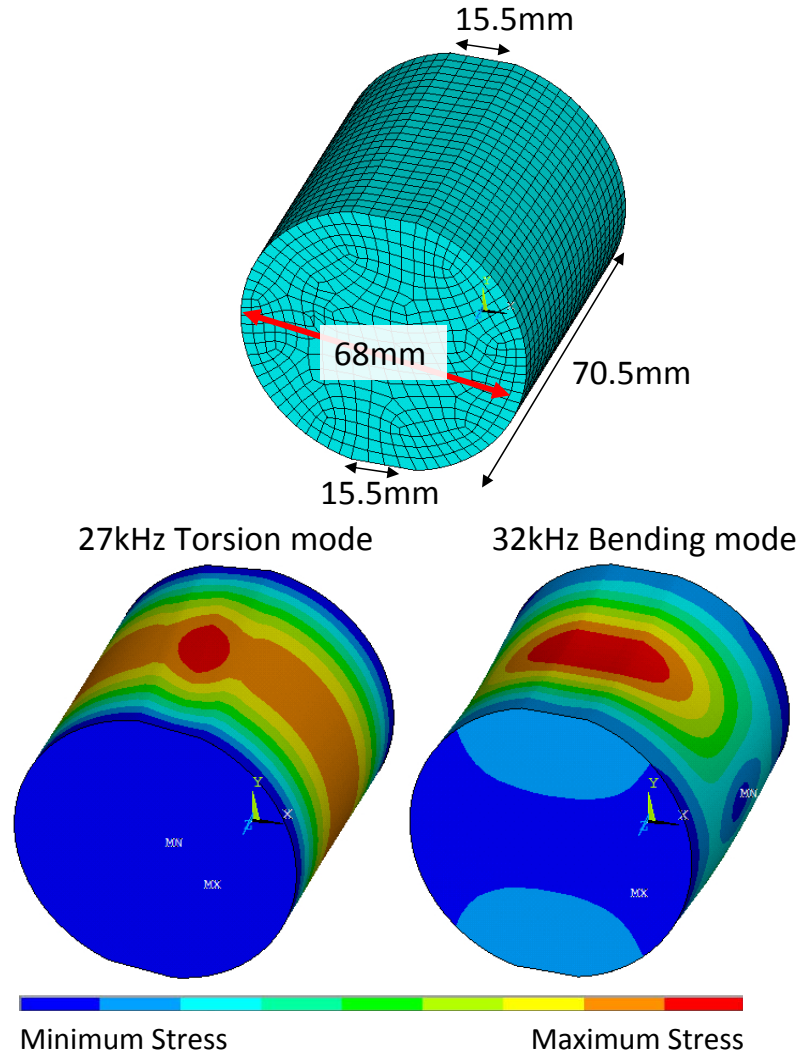 15.5mm
Y
X
68mm
70.5mm
15.5mm
27kHz Torsion mode
32kHz Bending mode
Y
X
Z
MN
MX
Y
MN
X
Z
MX
Minimum Stress
Maximum Stress